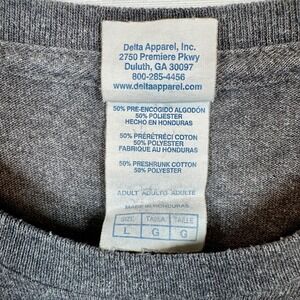 Delta Apparel, Inc.
2750 Premiere Pkwy
Duluth, GA 30097
800-285-4456
www.deltaapparel.com
50% PRE-ENCOGIDO ALGODÓN
50% POLYESTER
HECHO EN HONDURAS
50% PRÉRÉTRÉCI COTON
50% POLYESTER
FABRIQUE AU HONDURAS
50% PRESHRUNK COTTON
50% POLYESTER
ADULT ADULTO ADULTE
MADE IN HONDURAS
SIZE TALLA TAILLE
L G G